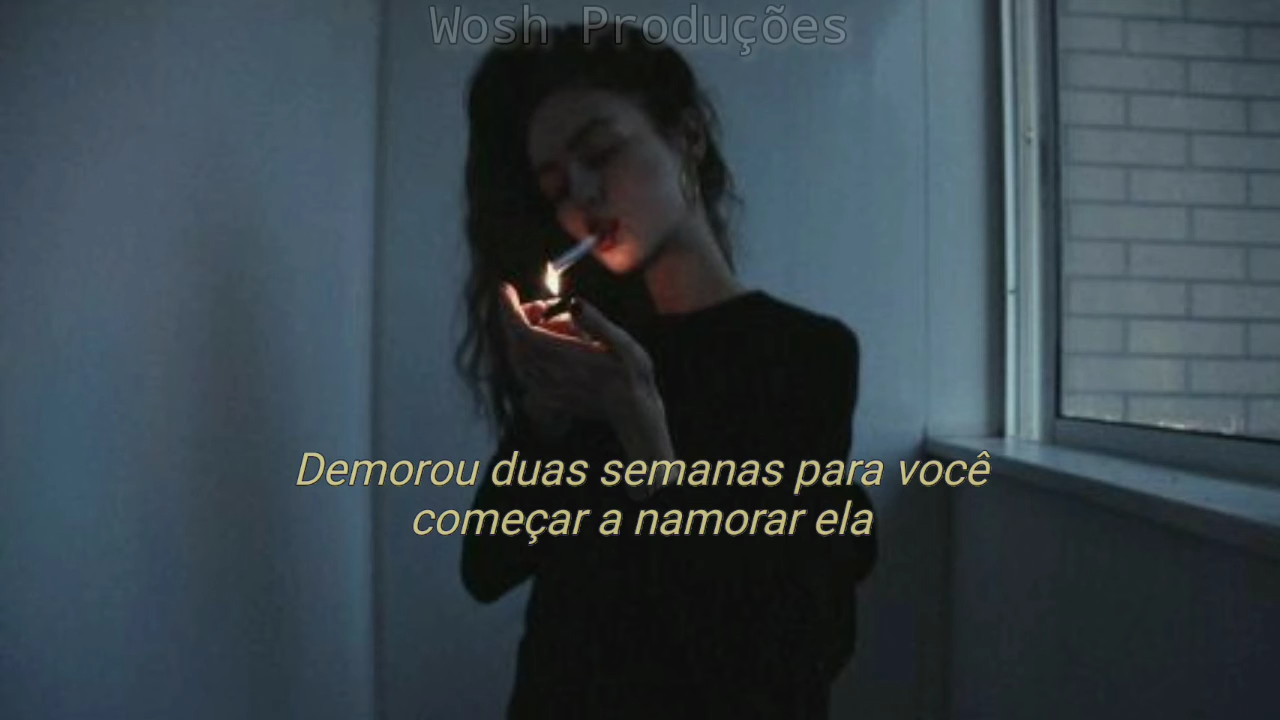 Wosh Produções
Demorou duas semanas para você
começar a namorar ela